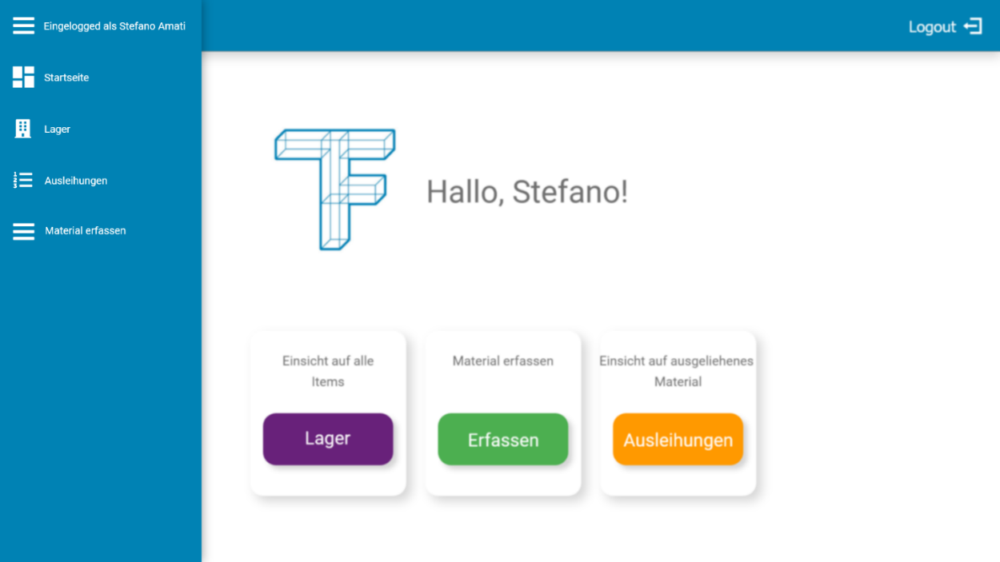 Eingelogged als Stefano Amati
Logout
Startseite
Lager
Ausleihungen
Material erfassen
TF
Hallo, Stefano!
Einsicht auf alle
Items
Lager
Material erfassen
Erfassen
Einsicht auf ausgeliehenes
Material
Ausleihungen